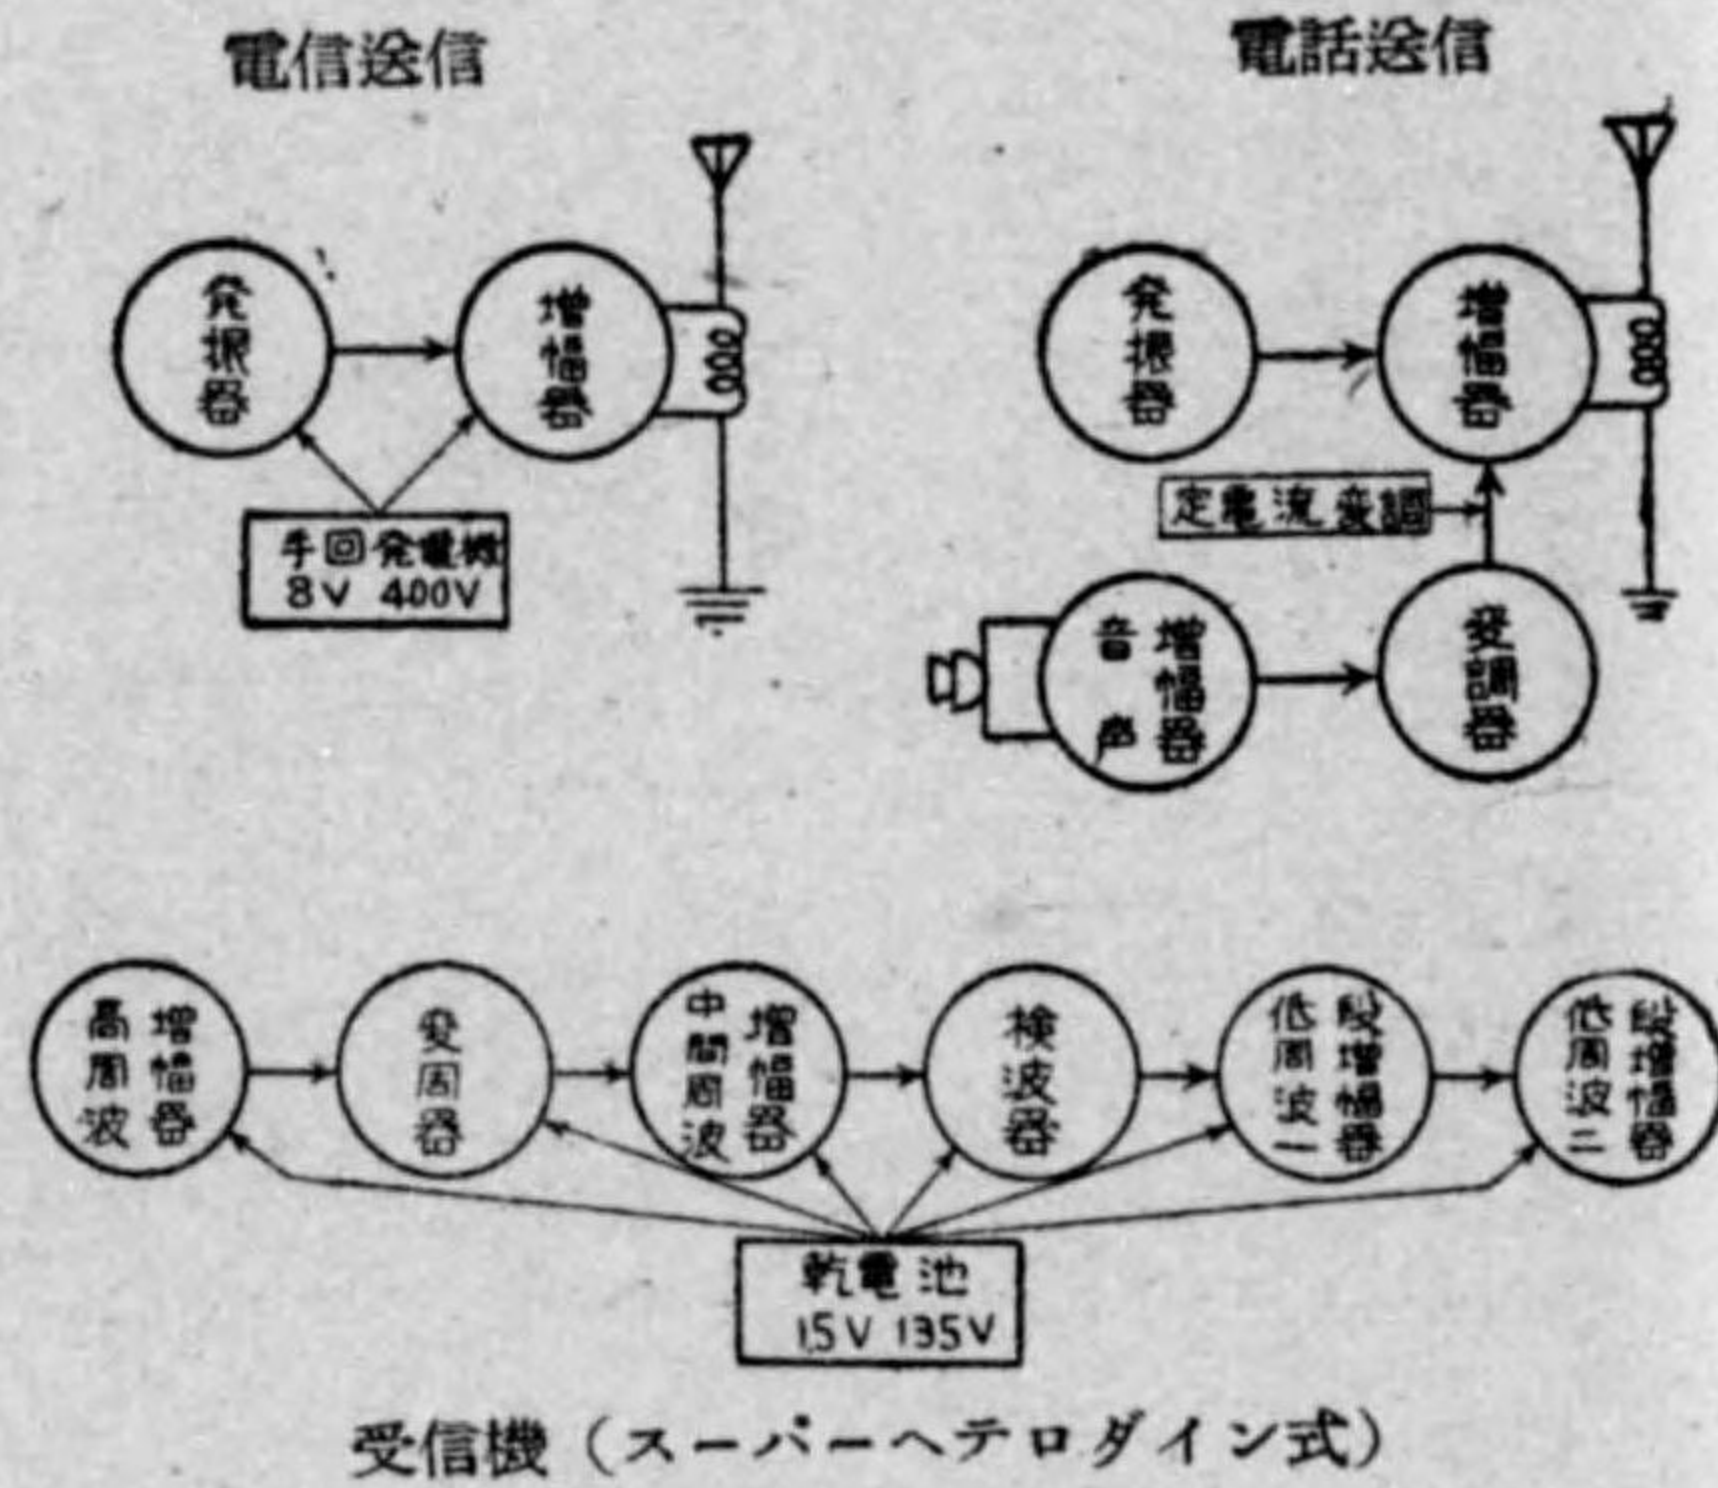 電信送信
発振器
増幅器
手回発電機
8V 400V
電話送信
発振器
増幅器
定電流変調
音声
増幅器
変調器
高周波
増幅器
変周器
中間周波
増幅器
検波器
低周波一
段増幅器
低周波二
段増幅器
乾電池
1.5V 135V
受信機（スーパーヘテロダイン式）